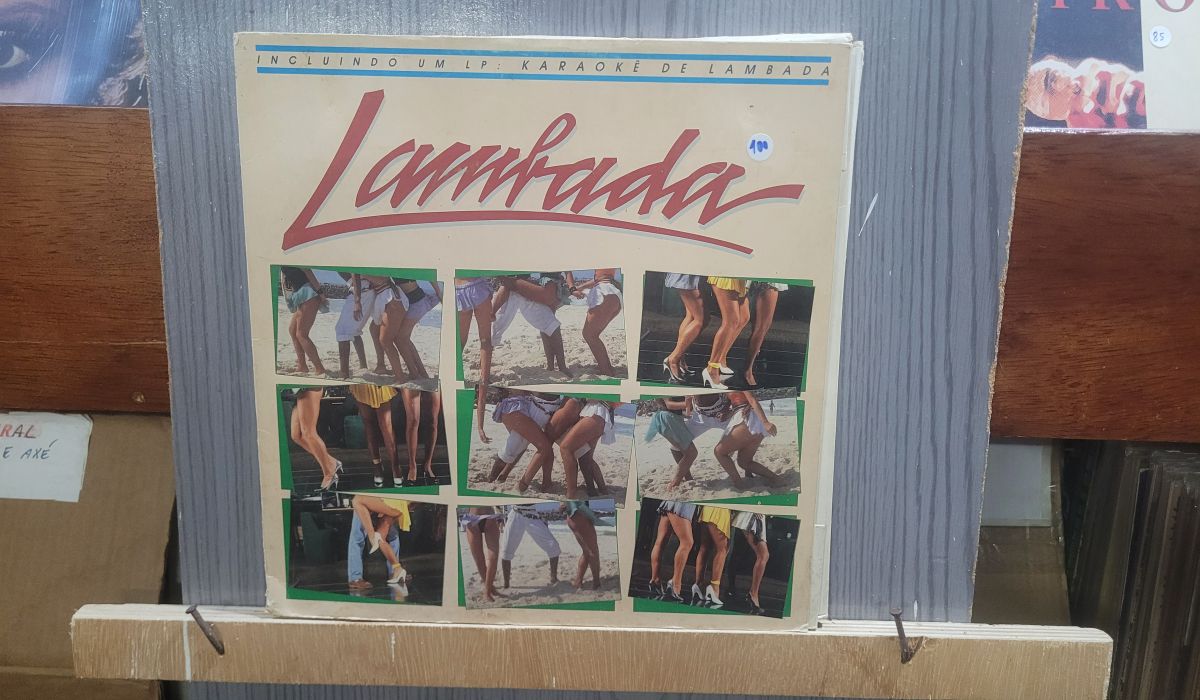 INCLUINDO UM LP: KARAOKÊ DE LAMBADA
Lambada
100
85
RAL
E AXÉ